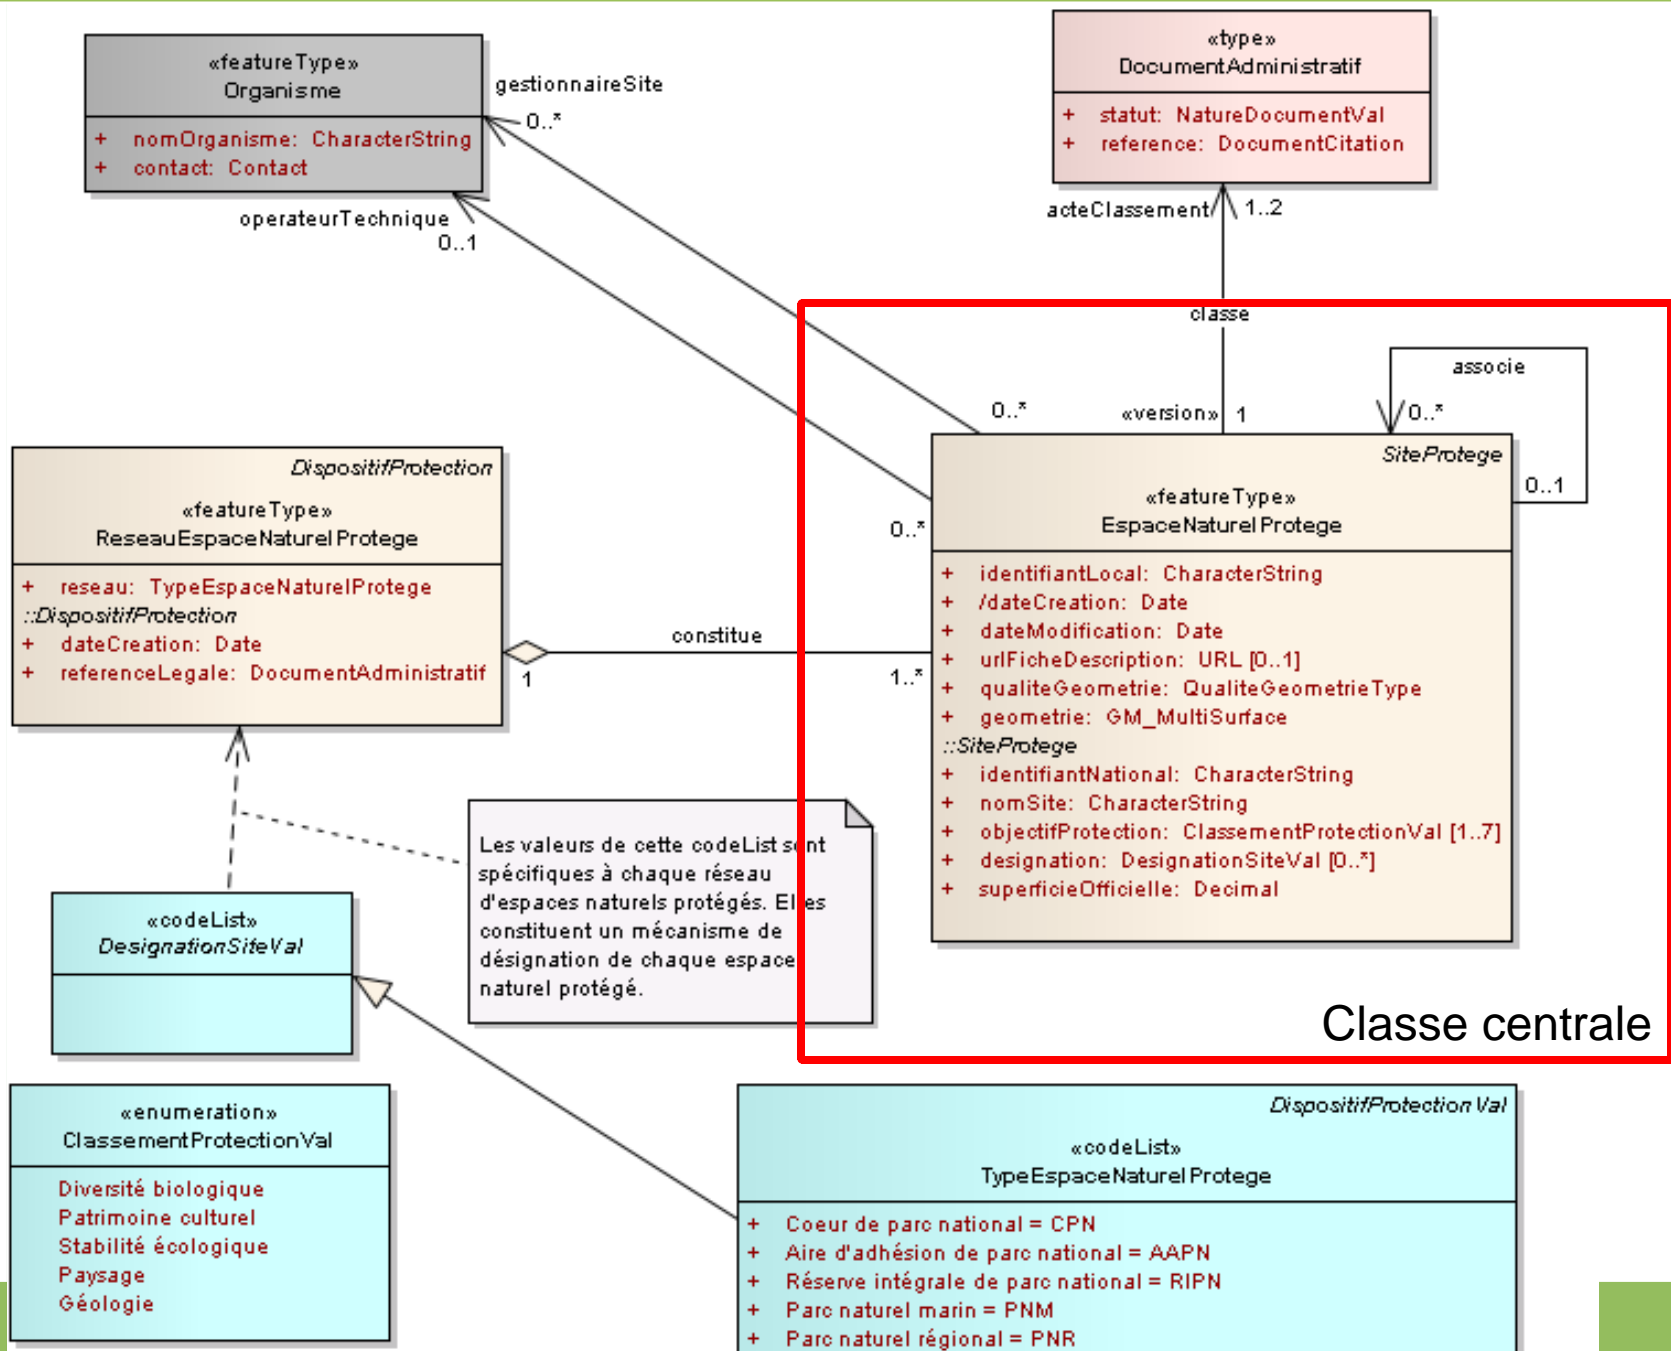 «featureType»
Organisme
+ nomOrganisme: CharacterString
+ contact: Contact
gestionnaireSite
0..*
operateurTechnique
0..1
«type»
DocumentAdministratif
+ statut: NatureDocumentVal
+ reference: DocumentCitation
acteClassement
1..2
classe
associe
0..*
«version»
1
0..*
0..1
0..*
SiteProtege
«featureType»
EspaceNaturelProtege
+ identifiantLocal: CharacterString
+ /dateCreation: Date
+ dateModification: Date
+ urlFicheDescription: URL [0..1]
+ qualiteGeometrie: QualiteGeometrieType
+ geometrie: GM_MultiSurface
::SiteProtege
+ identifiantNational: CharacterString
+ nomSite: CharacterString
+ objectifProtection: ClassementProtectionVal [1..7]
+ designation: DesignationSiteVal [0..*]
+ superficieOfficielle: Decimal
Classe centrale
DispositifProtection
«featureType»
ReseauEspaceNaturelProtege
+ reseau: TypeEspaceNaturelProtege
::DispositifProtection
+ dateCreation: Date
+ referenceLegale: DocumentAdministratif
constitue
1
1..*
Les valeurs de cette codeList sont
spécifiques à chaque réseau
d'espaces naturels protégés. Elles
constituent un mécanisme de
désignation de chaque espace
naturel protégé.
«codeList»
DesignationSiteVal
«enumeration»
ClassementProtectionVal
Diversité biologique
Patrimoine culturel
Stabilité écologique
Paysage
Géologie
DispositifProtectionVal
«codeList»
TypeEspaceNaturelProtege
+ Coeur de parc national = CPN
+ Aire d'adhésion de parc national = AAPN
+ Réserve intégrale de parc national = RIPN
+ Parc naturel marin = PNM
+ Parc naturel régional = PNR